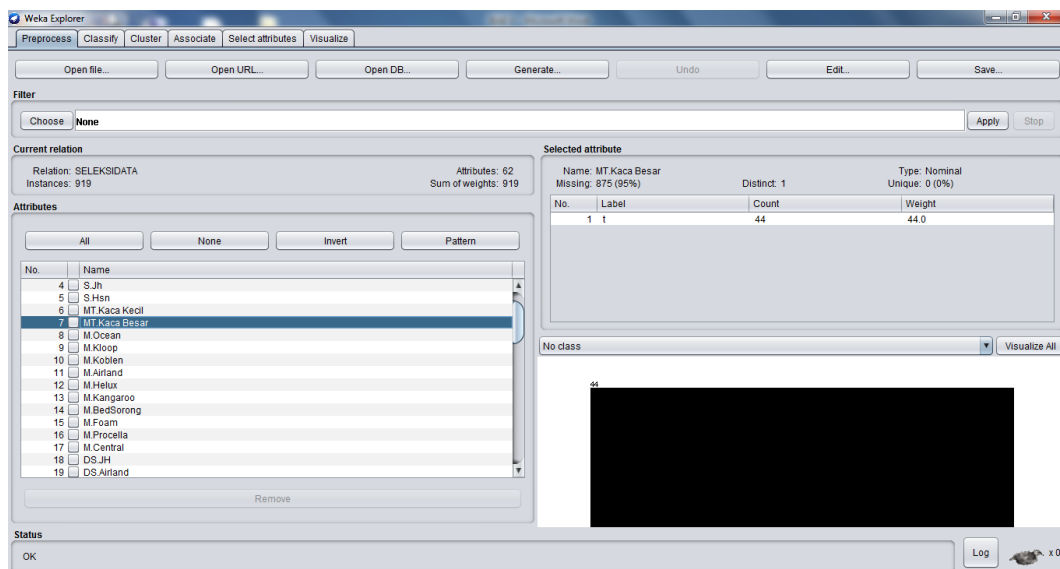 Weka Explorer
Preprocess Classify Cluster Associate Select attributes Visualize
Open file... Open URL... Open DB... Generate... Undo Edit... Save...
Filter
Choose None Apply Stop
Current relation
Relation: SELEKSIDATA Attributes: 62
Instances: 919 Sum of weights: 919
Attributes
All None Invert Pattern
No. Name
4 S.Jh
5 S.Hsn
6 MT.Kaca Kecil
7 MT.Kaca Besar
8 M.Ocean
9 M.Kloop
10 M.Koblen
11 M.Airland
12 M.Helux
13 M.Kangaroo
14 M.BedSorong
15 M.Foam
16 M.Procella
17 M.Central
18 DS.JH
19 DS.Airland
Remove
Selected attribute
Name: MT.Kaca Besar Type: Nominal
Missing: 875 (95%) Distinct: 1 Unique: 0 (0%)
No. Label Count Weight
1 t 44 44.0
No class Visualize All
44
Status
OK Log x 0